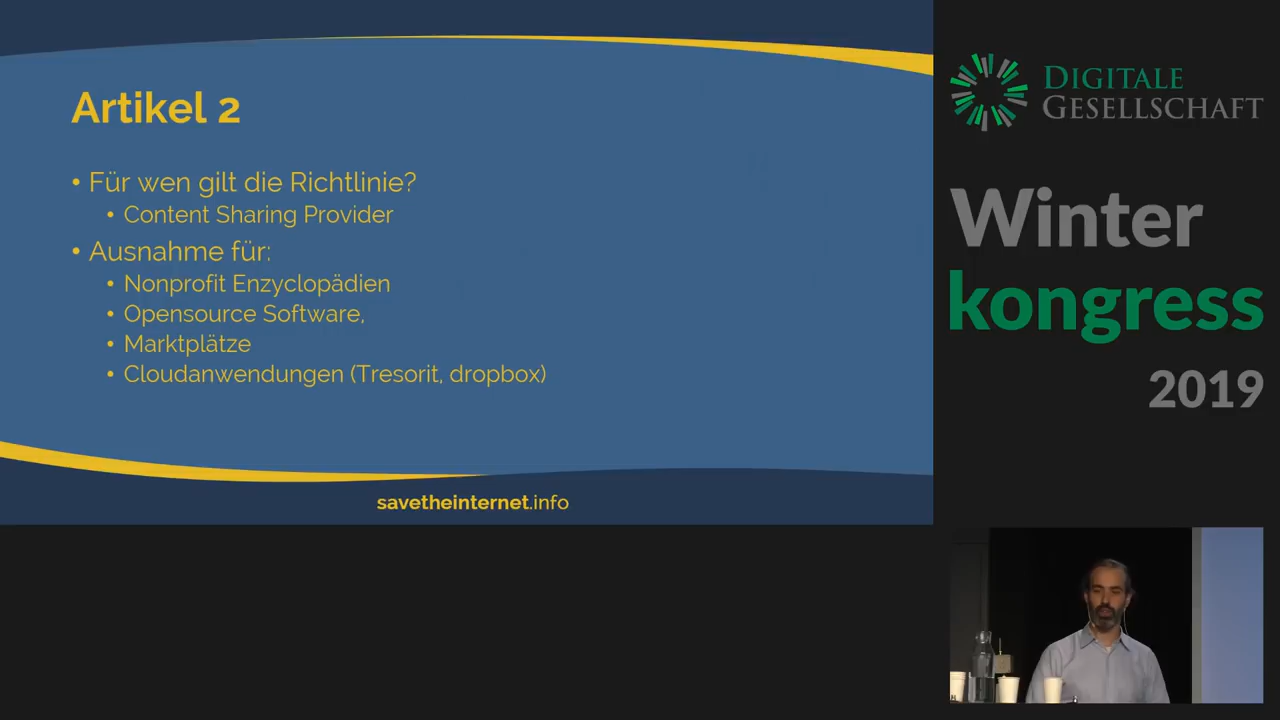 Artikel 2
• Für wen gilt die Richtlinie?
• Content Sharing Provider
• Ausnahme für:
• Nonprofit Enzyclopädien
• Opensource Software,
• Marktplätze
• Cloudanwendungen (Tresorit, dropbox)
savetheinternet.info
DIGITALE
GESELLSCHAFT
Winter
kongress
2019